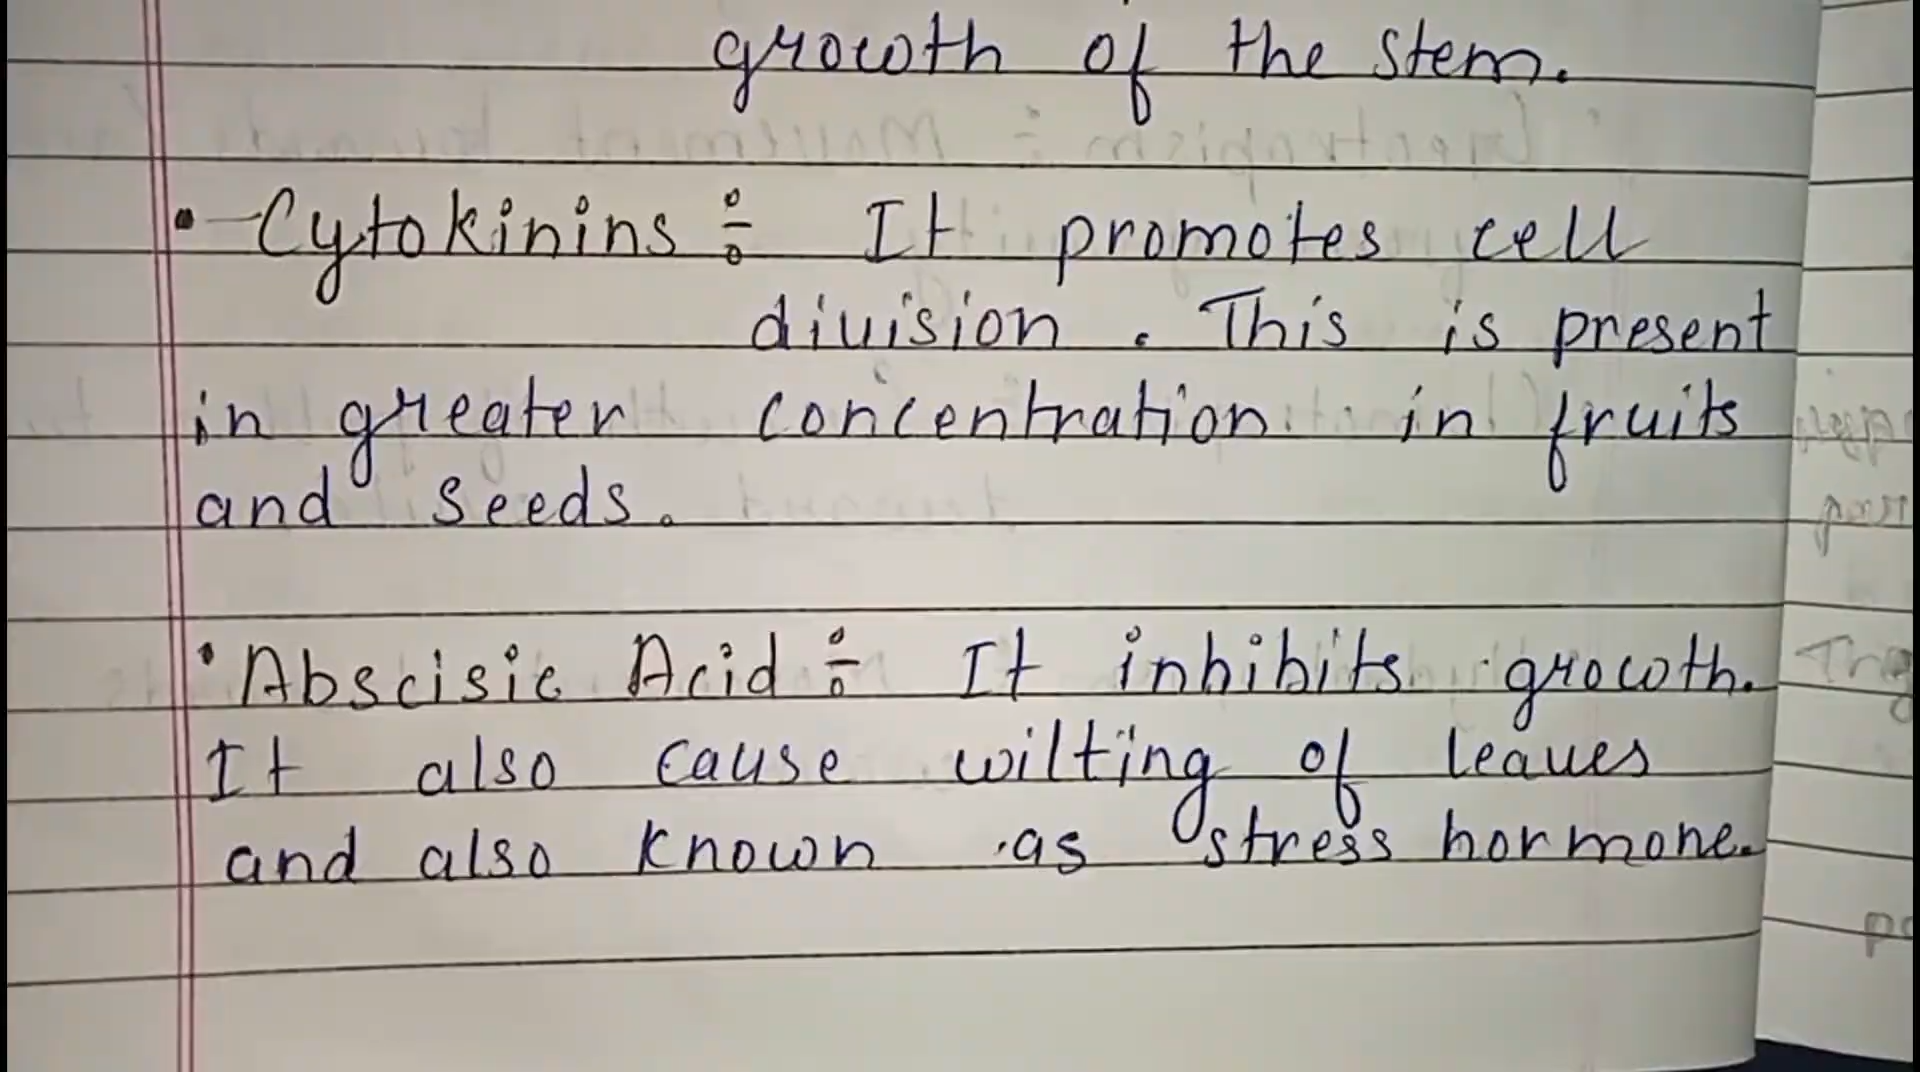 growth of the stem.
• Cytokinins ÷ It promotes cell
division. This is present
in greater concentration in fruits
and seeds.
• Abscisic Acid ÷ It inhibits growth.
It also cause wilting of leaves
and also known as stress hormone.